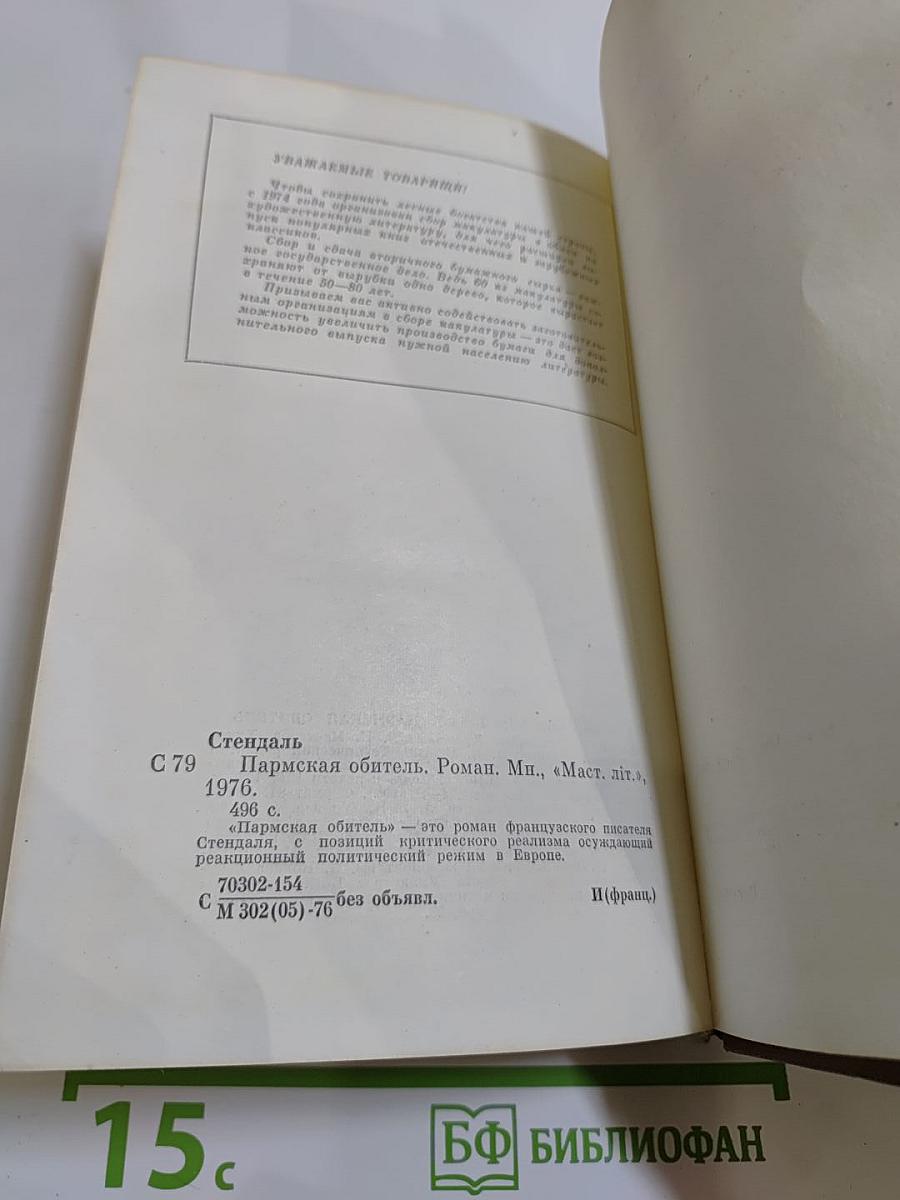 УВАЖАЕМЫЕ ТОВАРИЩИ!
Чтобы сохранить лесные богатства нашей страны,
с 1974 года организован сбор макулатуры в обмен на
художественную литературу, для чего расширен вы-
пуск популярных книг отечественных и зарубежных
классиков.
Сбор и сдача вторичного бумажного сырья — важ-
ное государственное дело. Ведь 60 кг макулатуры со-
храняют от вырубки одно дерево, которое вырастает
в течение 50—80 лет.
Призываем вас активно содействовать заготовитель-
ным организациям в сборе макулатуры — это даст воз-
можность увеличить производство бумаги для допол-
нительного выпуска нужной населению литературы.
Стендаль
С 79 Пармская обитель. Роман. Мн., «Маст. літ.»,
1976.
496 с.
«Пармская обитель» — это роман французского писателя
Стендаля, с позиций критического реализма осуждающий
реакционный политический режим в Европе.
С 70302-154
М 302(05)-76 без объявл. И(франц.)
15 с
БФ БИБЛИОФАН